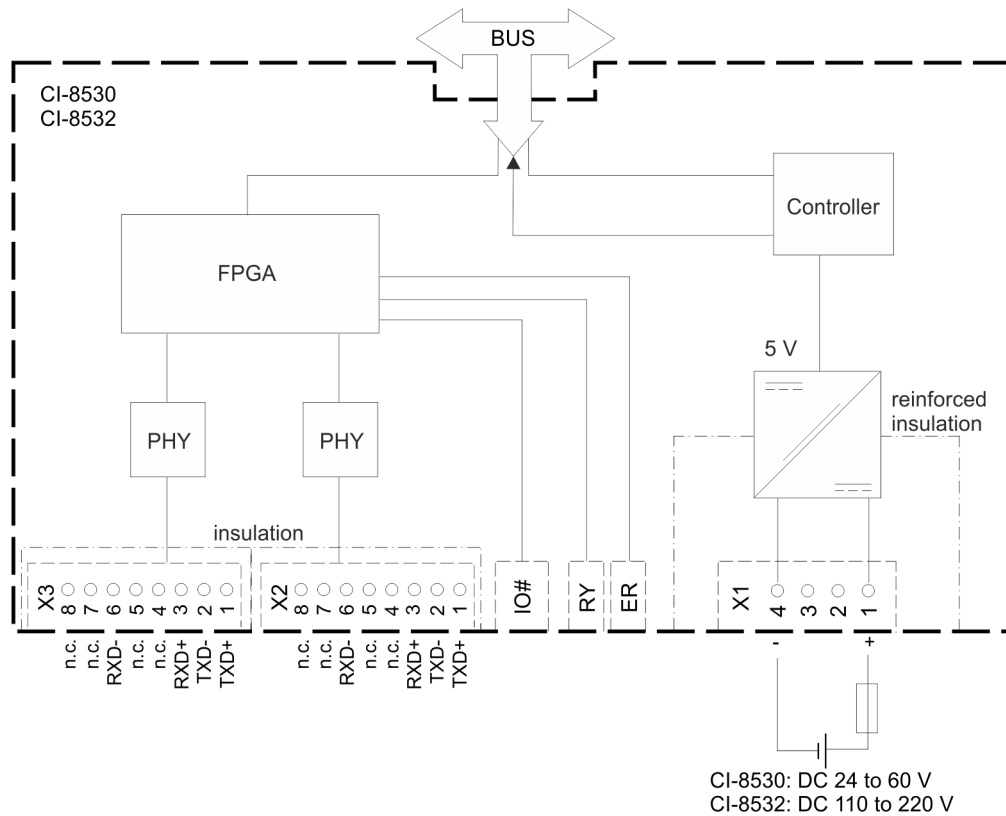 BUS
CI-8530
CI-8532
Controller
FPGA
5 V
reinforced
insulation
PHY
PHY
insulation
X3
8
7
6
5
4
3
2
1
X2
8
7
6
5
4
3
2
1
IO#
RY
ER
X1
4
3
2
1
n.c.
n.c.
RXD-
n.c.
n.c.
RXD+
TXD-
TXD+
n.c.
n.c.
RXD-
n.c.
n.c.
RXD+
TXD-
TXD+
-
+
CI-8530: DC 24 to 60 V
CI-8532: DC 110 to 220 V